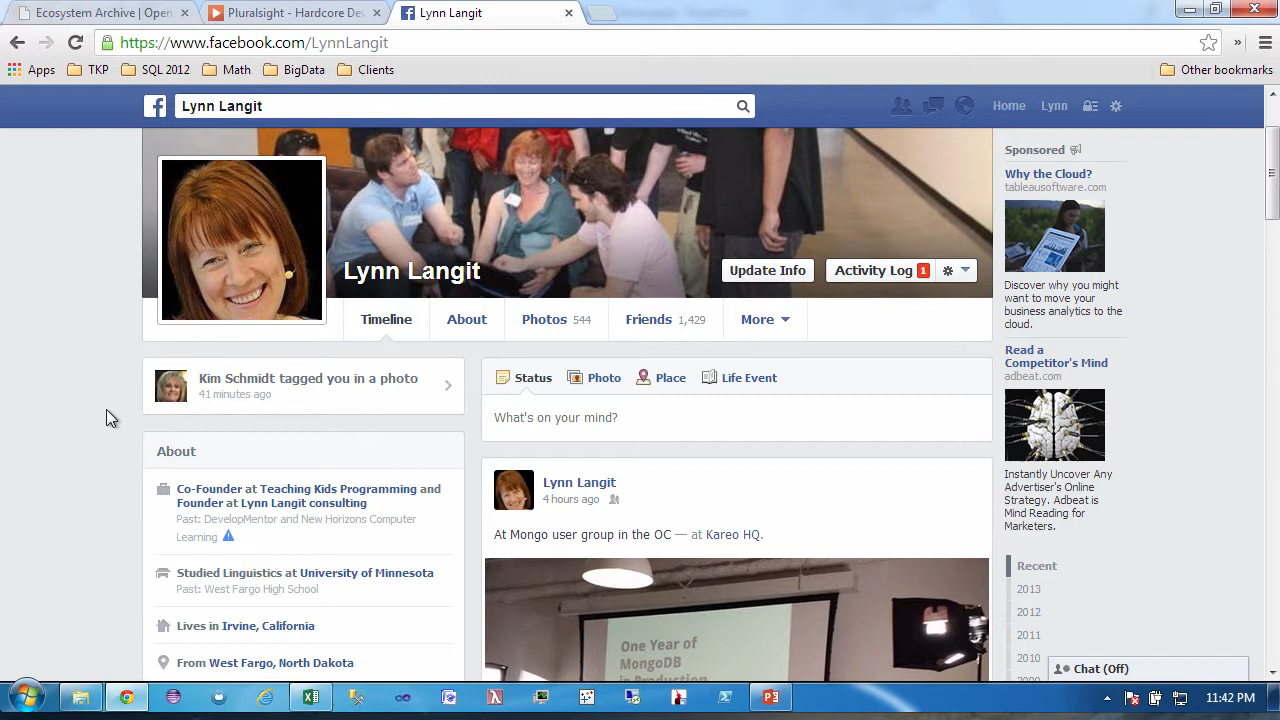 Ecosystem Archive | Open
Pluralsight - Hardcore De
Lynn Langit
https://www.facebook.com/LynnLangit
Apps TKP SQL 2012 Math BigData Clients Other bookmarks
Lynn Langit
Home Lynn
Lynn Langit
Update Info
Activity Log 1
Timeline About Photos 544 Friends 1,429 More
Kim Schmidt tagged you in a photo
41 minutes ago
About
Co-Founder at Teaching Kids Programming and
Founder at Lynn Langit consulting
Past: DevelopMentor and New Horizons Computer
Learning
Studied Linguistics at University of Minnesota
Past: West Fargo High School
Lives in Irvine, California
From West Fargo, North Dakota
Status Photo Place Life Event
What's on your mind?
Lynn Langit
4 hours ago
At Mongo user group in the OC — at Kareo HQ.
One Year of
MongoDB
in Production
Sponsored
Why the Cloud?
tableausoftware.com
Discover why you might
want to move your
business analytics to the
cloud.
Read a
Competitor's Mind
adbeat.com
Instantly Uncover Any
Advertiser's Online
Strategy. Adbeat is
Mind Reading for
Marketers.
Recent
2013
2012
2011
2010
Chat (Off)
11:42 PM